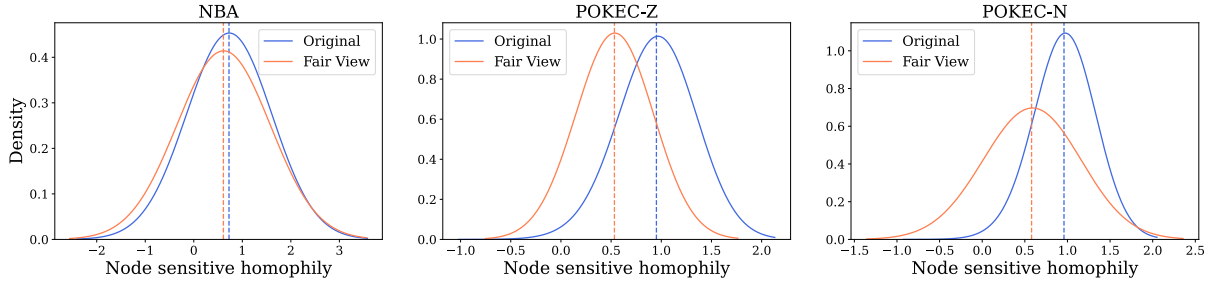 NBA
Original
Fair View
Density
0.4
0.3
0.2
0.1
0.0
−2 −1 0 1 2 3
Node sensitive homophily
POKEC-Z
Original
Fair View
1.0
0.8
0.6
0.4
0.2
0.0
−1.0 −0.5 0.0 0.5 1.0 1.5 2.0
Node sensitive homophily
POKEC-N
Original
Fair View
1.0
0.8
0.6
0.4
0.2
0.0
−1.5 −1.0 −0.5 0.0 0.5 1.0 1.5 2.0 2.5
Node sensitive homophily